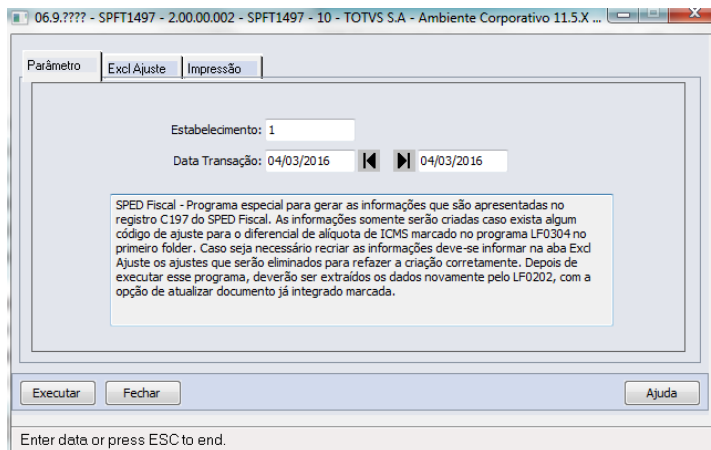 06.9.???? - SPFT1497 - 2.00.00.002 - SPFT1497 - 10 - TOTVS S.A - Ambiente Corporativo 11.5.X ...
Parâmetro Excl Ajuste Impressão
Estabelecimento: 1
Data Transação: 04/03/2016 04/03/2016
SPED Fiscal - Programa especial para gerar as informações que são apresentadas no
registro C197 do SPED Fiscal. As informações somente serão criadas caso exista algum
código de ajuste para o diferencial de alíquota de ICMS marcado no programa LF0304 no
primeiro folder. Caso seja necessário recriar as informações deve-se informar na aba Excl
Ajuste os ajustes que serão eliminados para refazer a criação corretamente. Depois de
executar esse programa, deverão ser extraídos os dados novamente pelo LF0202, com a
opção de atualizar documento já integrado marcada.
Executar Fechar Ajuda
Enter data or press ESC to end.